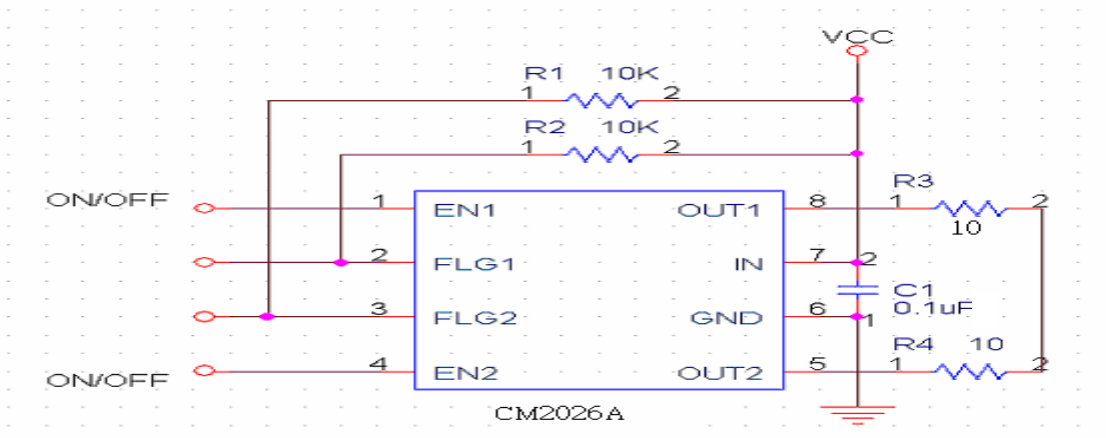 VCC
R1 10K
1 2
R2 10K
1 2
R3
ON/OFF 1 EN1 OUT1 8 1 2
10
2 FLG1 IN 7 2
C1
0.1uF
3 FLG2 GND 6 1
R4 10
4 EN2 OUT2 5 1 2
ON/OFF
CM2026A